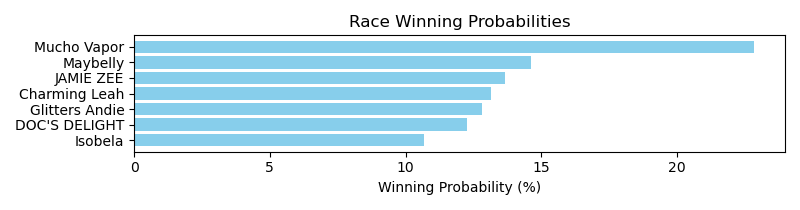 Race Winning Probabilities
Mucho Vapor
Maybelly
JAMIE ZEE
Charming Leah
Glitters Andie
DOC'S DELIGHT
Isobela
0 5 10 15 20
Winning Probability (%)